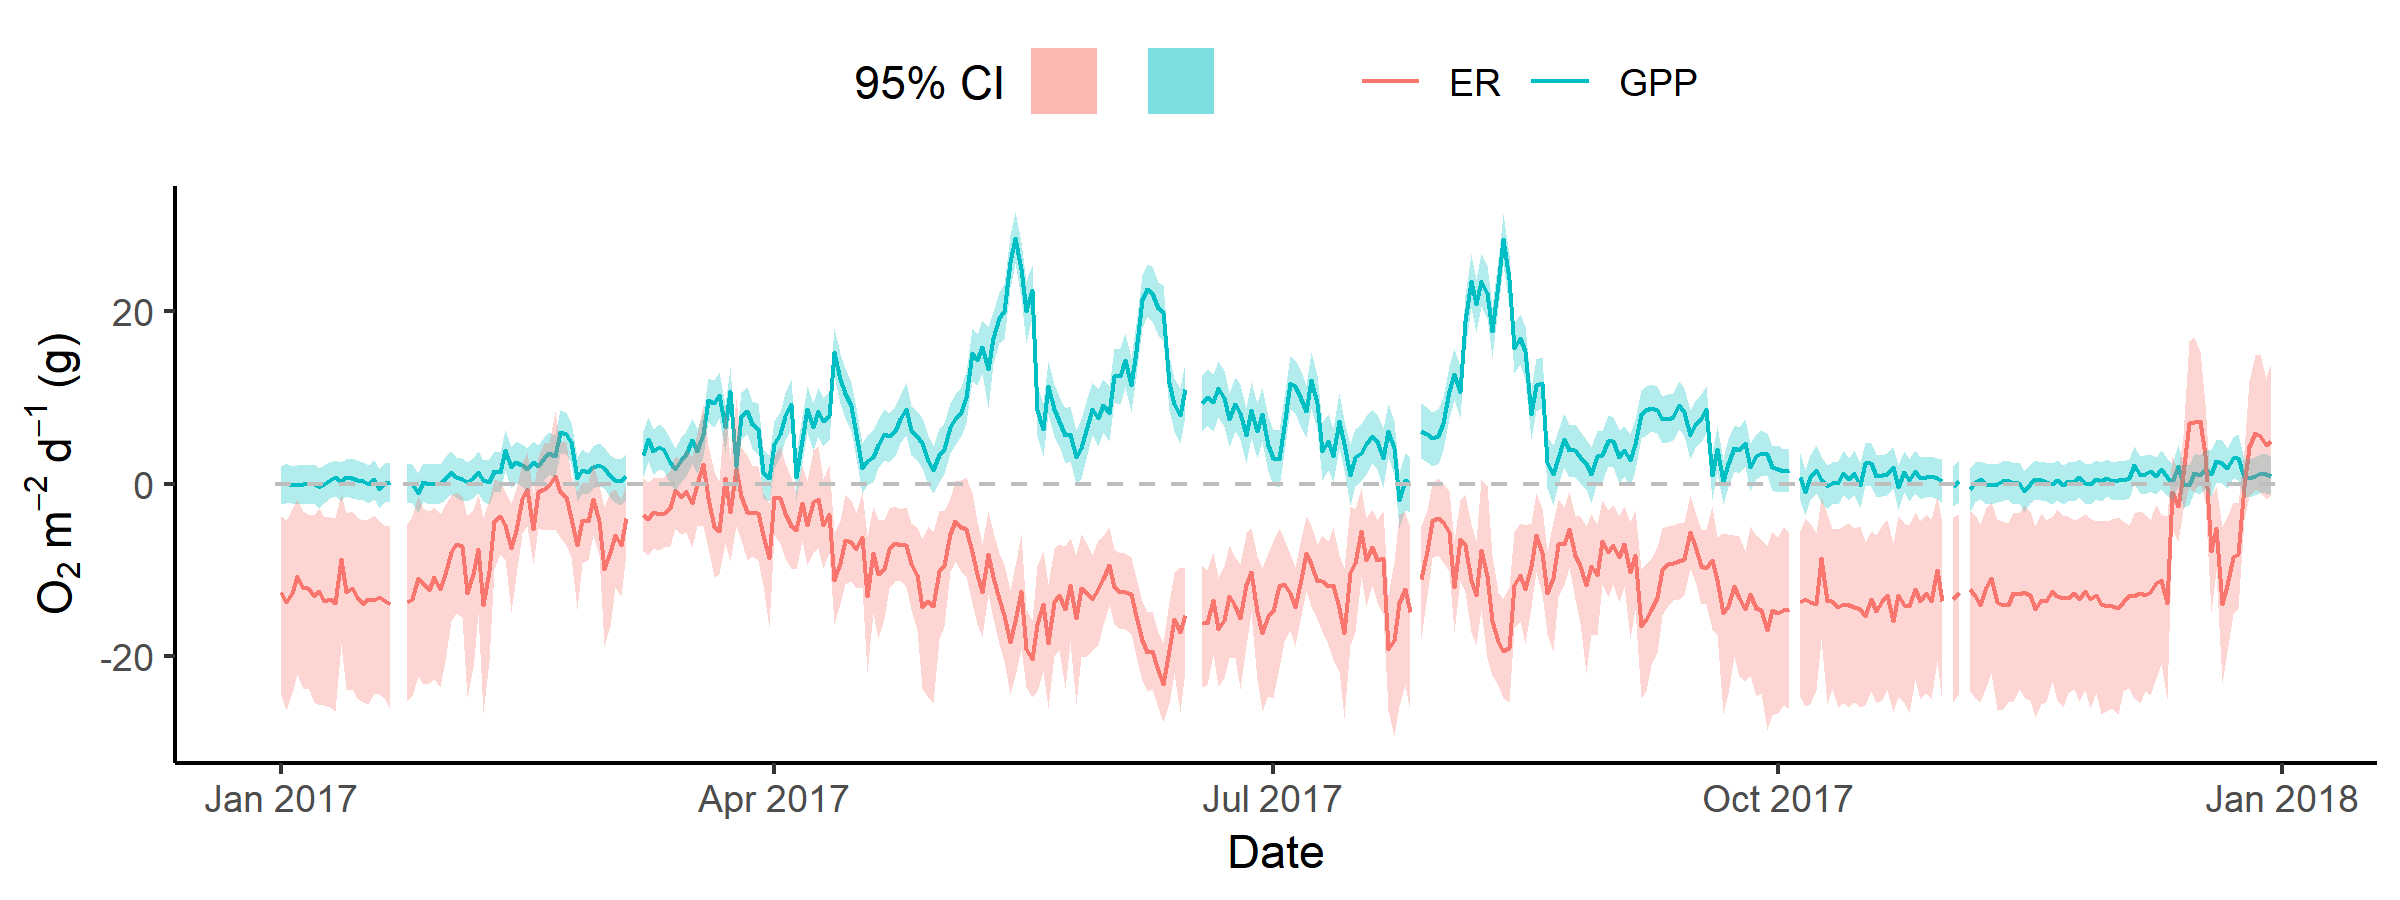 95% CI ER GPP
O₂ m⁻² d⁻¹ (g)
20
0
-20
Jan 2017 Apr 2017 Jul 2017 Oct 2017 Jan 2018
Date